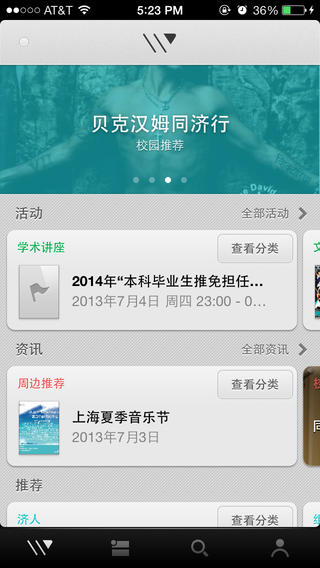 AT&T
5:23 PM
36%
贝克汉姆同济行
校园推荐
活动
全部活动
学术讲座
查看分类
2014年“本科毕业生推免担任…
2013年7月4日 周四 23:00 - 0…
资讯
全部资讯
周边推荐
查看分类
上海夏季音乐节
2013年7月3日
同
推荐
济人
查看分类